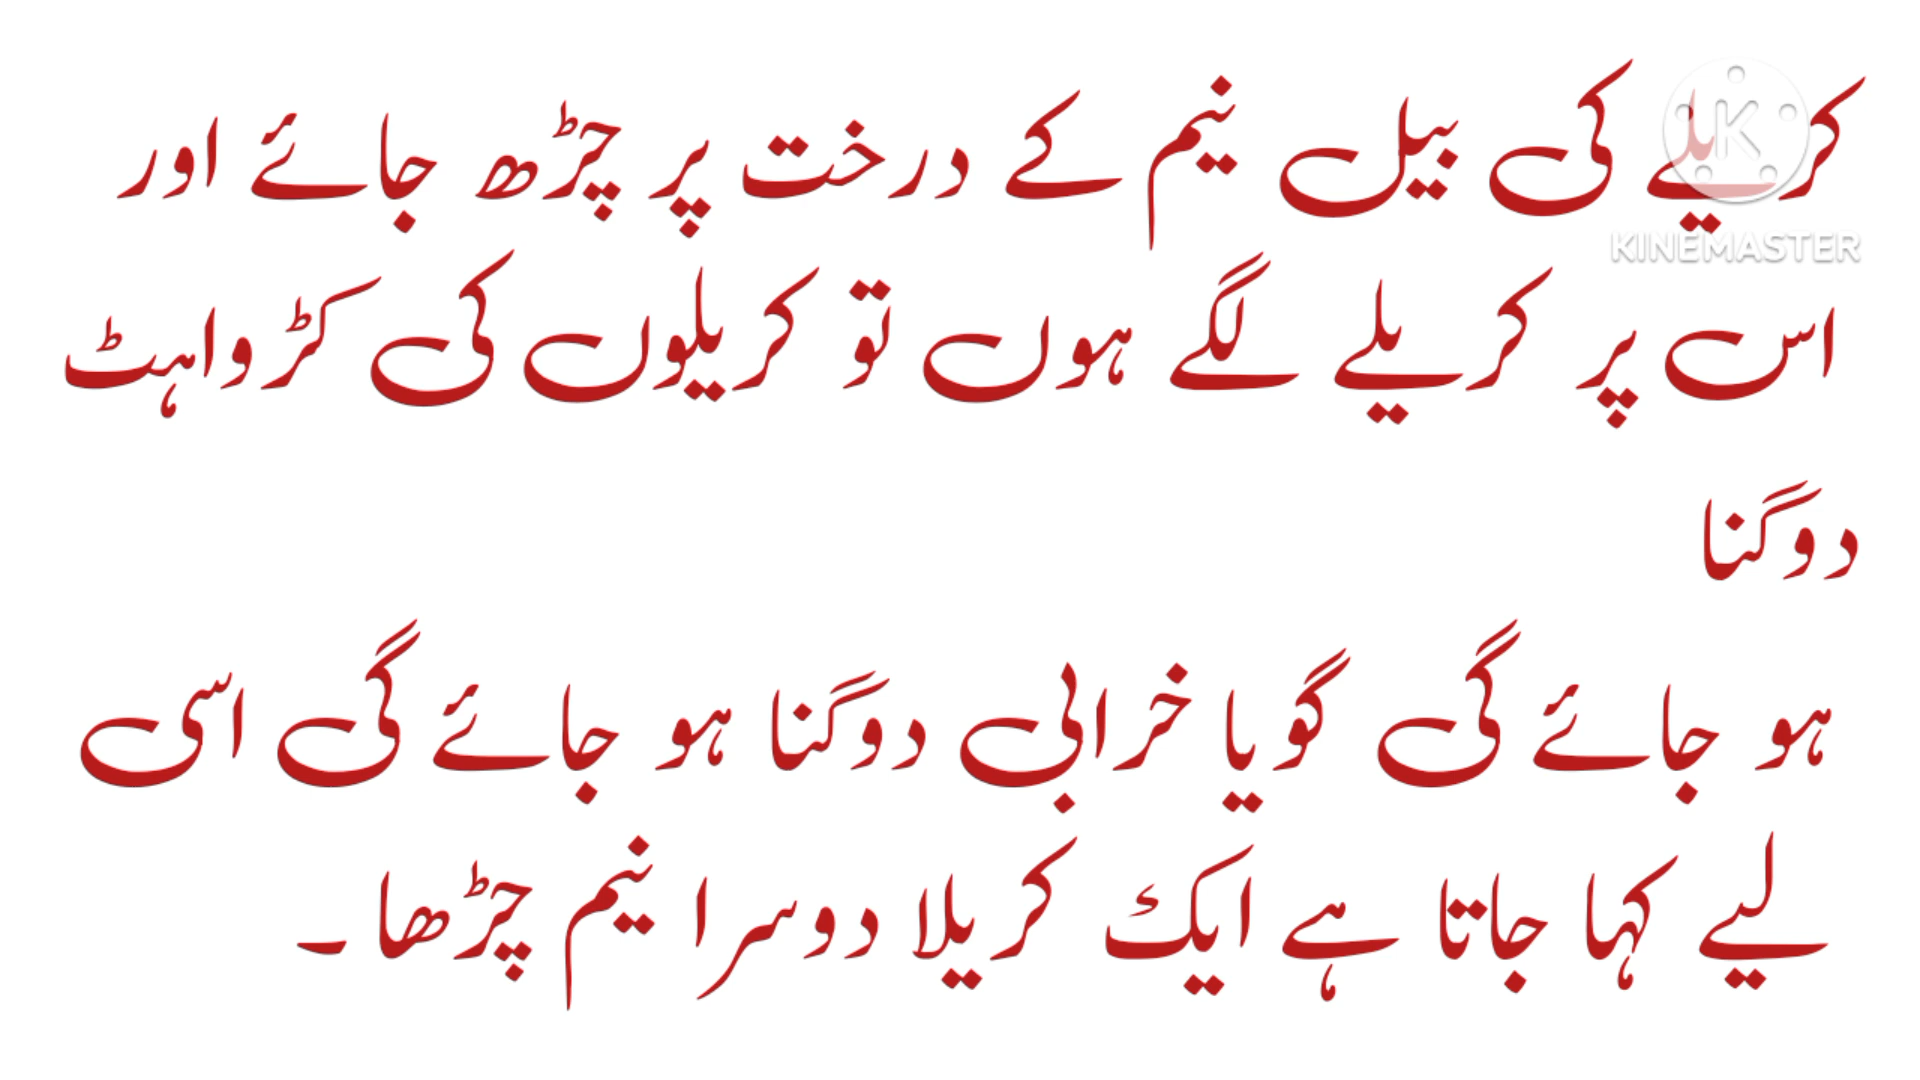 کریلے کی بیل نیم کے درخت پر چڑھ جائے اور
KINEMASTER
اس پر کریلے لگے ہوں تو کریلوں کی کڑواہٹ
دوگنا
ہو جائے گی گویا خرابی دوگنا ہو جائے گی اسی
لیے کہا جاتا ہے ایک کریلا دوسرا نیم چڑھا۔